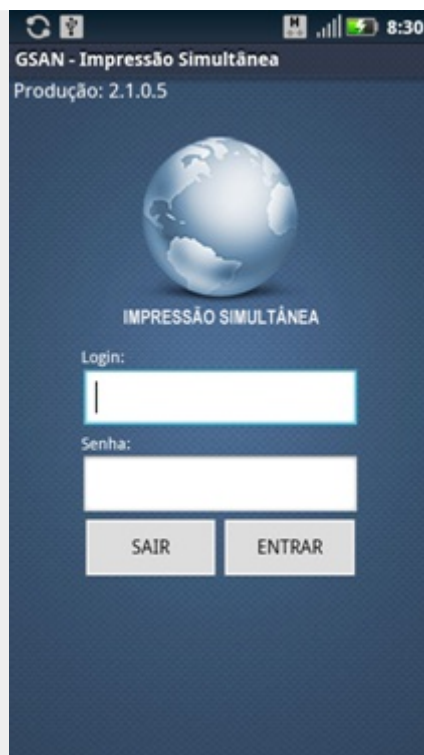 H 8:30
GSAN - Impressão Simultânea
Produção: 2.1.0.5
IMPRESSÃO SIMULTÂNEA
Login:
Senha:
SAIR ENTRAR